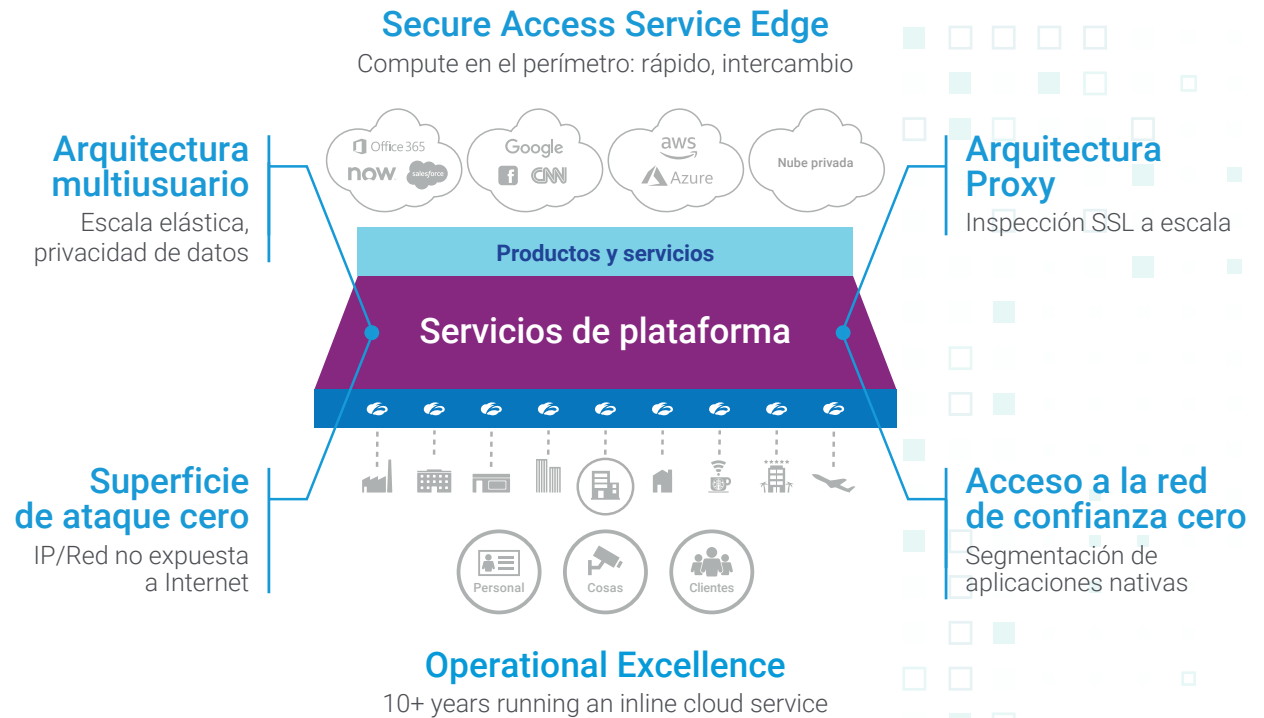 Secure Access Service Edge
Compute en el perímetro: rápido, intercambio
Arquitectura
multiusuario
Escala elástica,
privacidad de datos
Office 365
now
salesforce
Google
CNN
aws
Azure
Nube privada
Arquitectura
Proxy
Inspección SSL a escala
Productos y servicios
Servicios de plataforma
Superficie
de ataque cero
IP/Red no expuesta
a Internet
Acceso a la red
de confianza cero
Segmentación de
aplicaciones nativas
Personal
Cosas
Clientes
Operational Excellence
10+ years running an inline cloud service